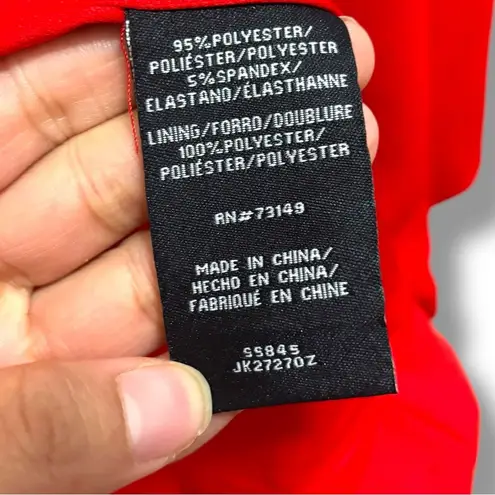 95%POLYESTER/
POLIÉSTER/POLYESTER
5%SPANDEX/
ELASTAND/ÉLASTHANNE
LINING/FORRO/DOUBLURE
100%POLYESTER/
POLIÉSTER/POLYESTER
RN#73149
MADE IN CHINA/
HECHO EN CHINA/
FABRIQUÉ EN CHINE
SS845
JK27270Z